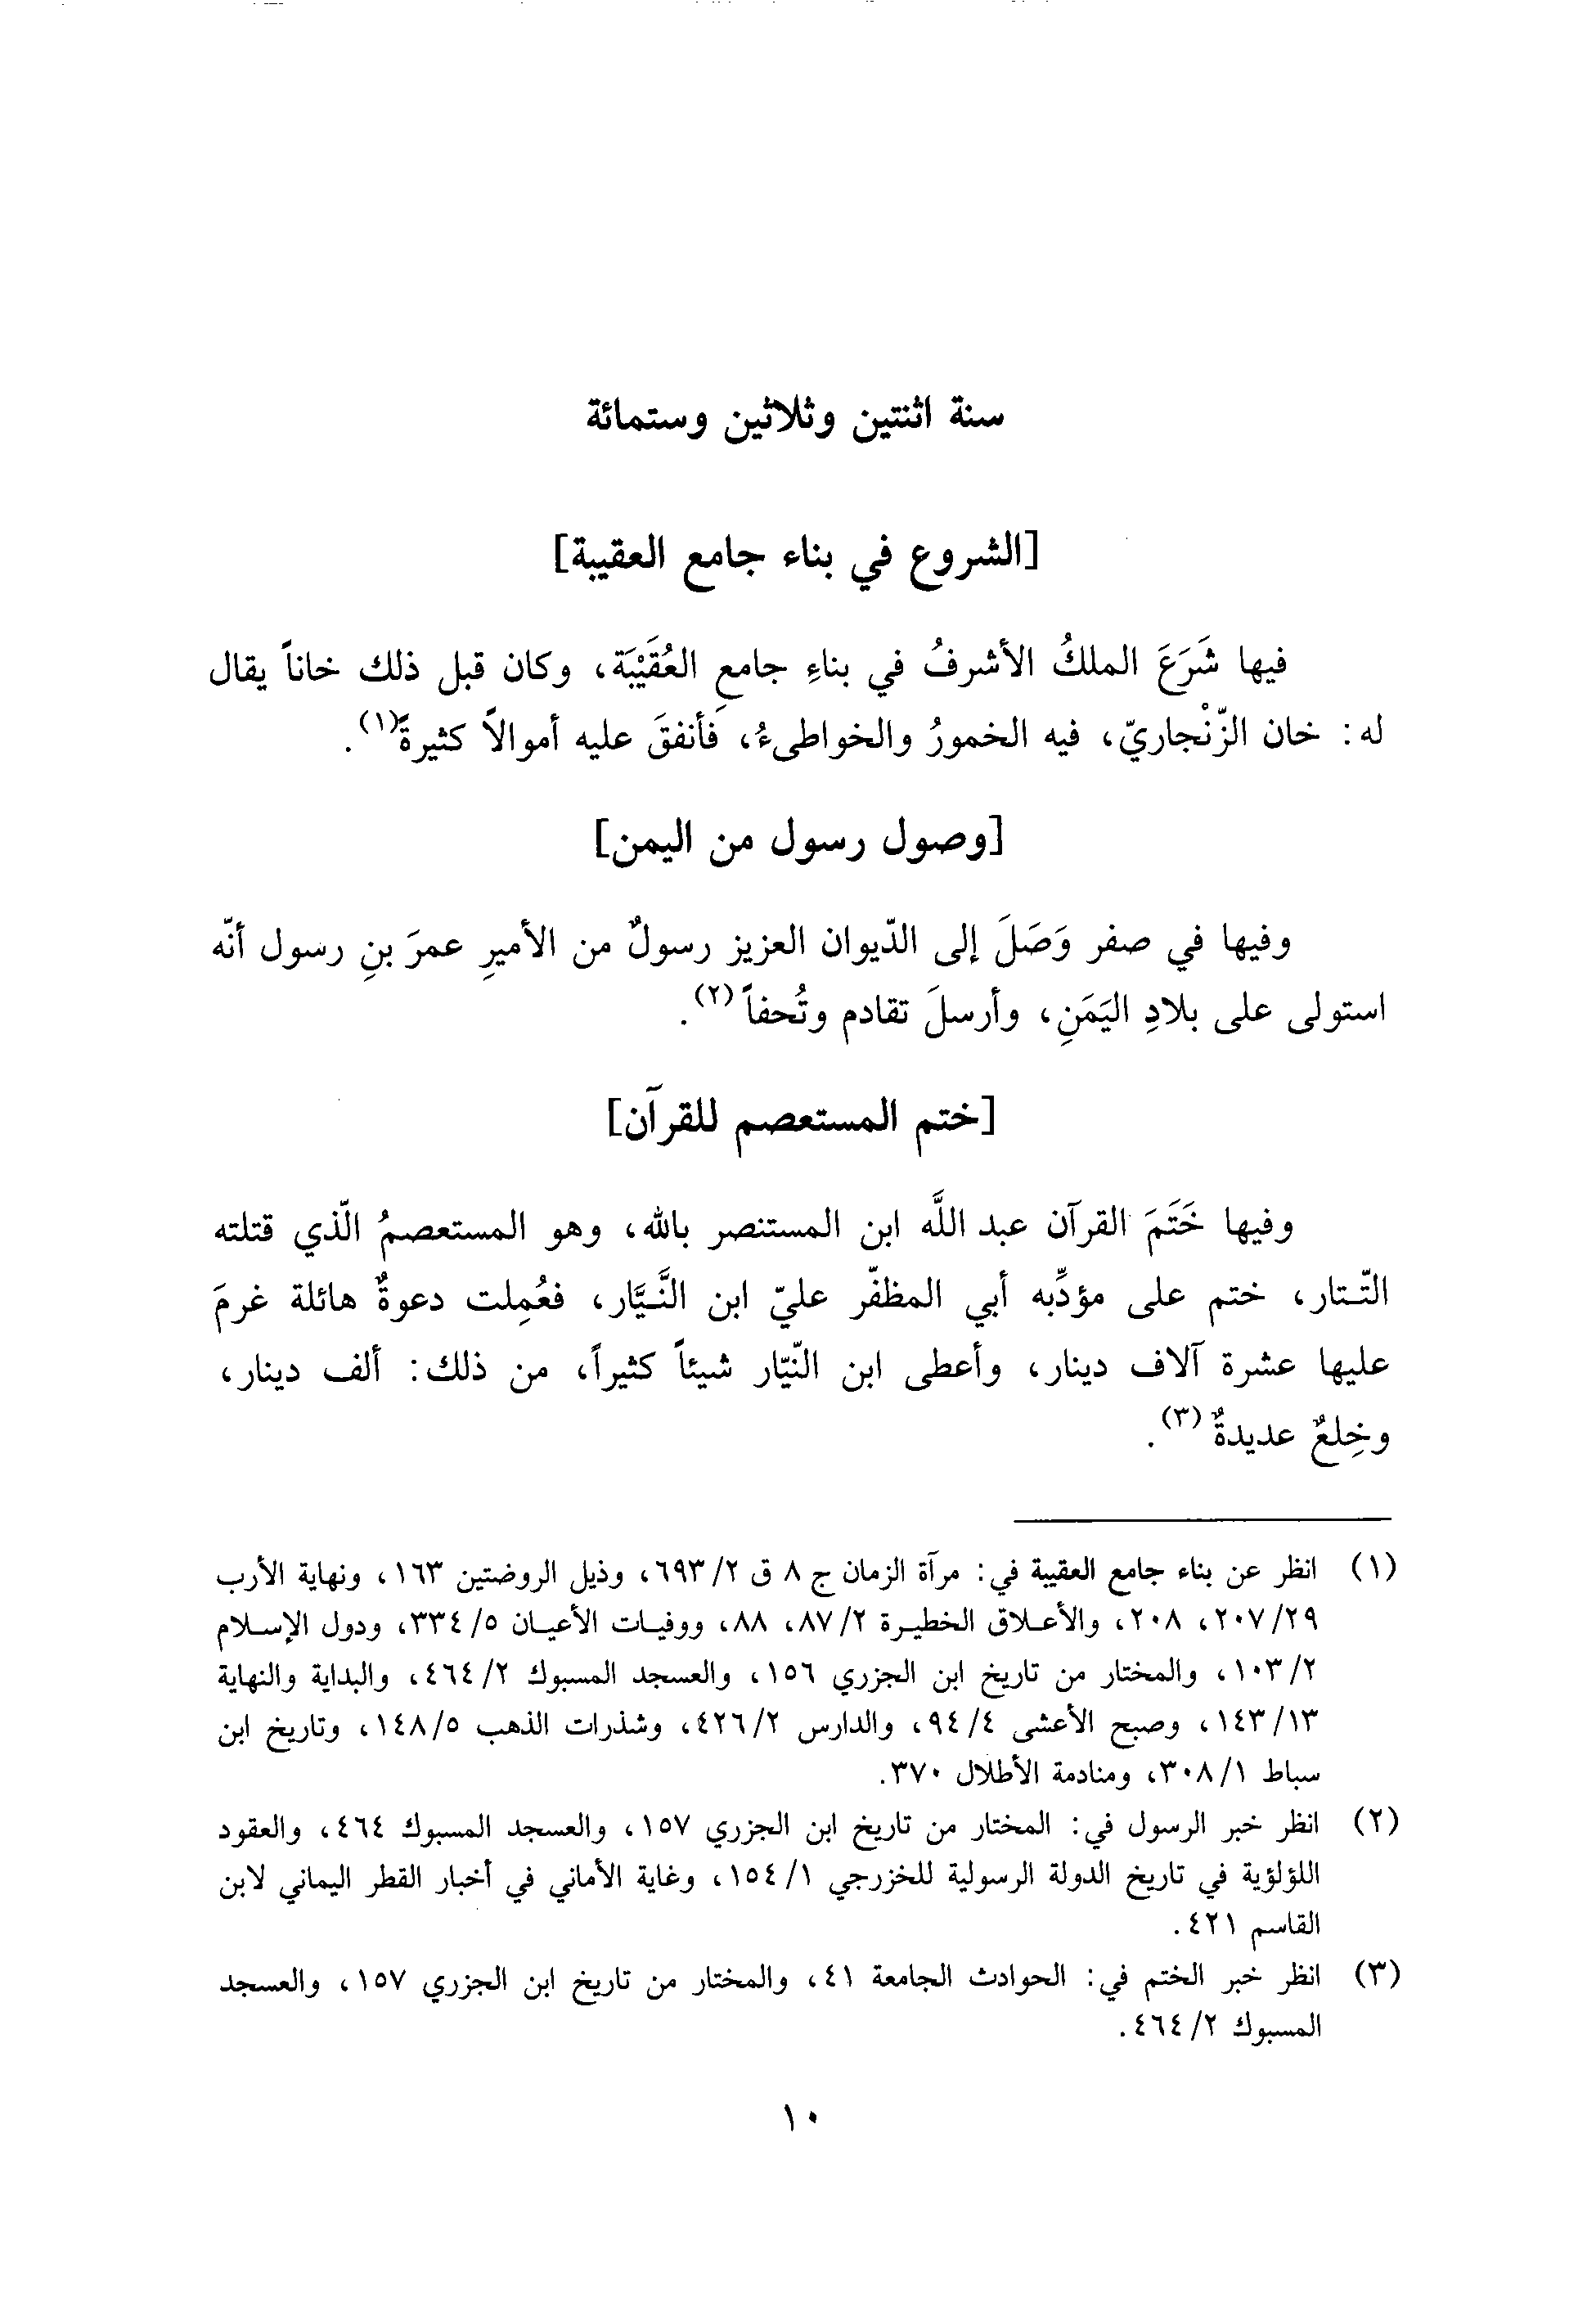 سنة اثنتين وثلاثين وستمائة
[الشروع في بناء جامع العقيبة]
فيها شَرَعَ الملكُ الأشرفُ في بناءِ جامعِ العُقَيْبَة، وكان قبل ذلك خاناً يقال
له: خان الزّنْجاريّ، فيه الخمورُ والخواطىءُ، فأنفقَ عليه أموالاً كثيرةً(١).
[وصول رسول من اليمن]
وفيها في صفر وَصَلَ إلى الدّيوان العزيز رسولٌ من الأميرِ عمرَ بنِ رسول أنّه
استولى على بلادِ اليَمَنِ، وأرسلَ تقادم وتُحفاً(٢).
[ختم المستعصم للقرآن]
وفيها خَتَمَ القرآن عبد اللَّه ابن المستنصر بالله، وهو المستعصمُ الّذي قتلته
التّتار، ختم على مؤدِّبه أبي المظفّر عليّ ابن النَّيَّار، فعُمِلت دعوةٌ هائلة غرمَ
عليها عشرة آلاف دينار، وأعطى ابن النّيّار شيئاً كثيراً، من ذلك: ألف دينار،
وخِلعٌ عديدةٌ(٣).
(١) انظر عن بناء جامع العقيبة في: مرآة الزمان ج ٨ ق ٢/ ٦٩٣، وذيل الروضتين ١٦٣، ونهاية الأرب
٢٩/ ٢٠٧، ٢٠٨، والأعلاق الخطيرة ٢/ ٨٧، ٨٨، ووفيات الأعيان ٥/ ٣٣٤، ودول الإسلام
٢/ ١٠٣، والمختار من تاريخ ابن الجزري ١٥٦، والعسجد المسبوك ٢/ ٤٦٤، والبداية والنهاية
١٣/ ١٤٣، وصبح الأعشى ٤/ ٩٤، والدارس ٢/ ٤٢٦، وشذرات الذهب ٥/ ١٤٨، وتاريخ ابن
سباط ١/ ٣٠٨، ومنادمة الأطلال ٣٧٠.
(٢) انظر خبر الرسول في: المختار من تاريخ ابن الجزري ١٥٧، والعسجد المسبوك ٤٦٤، والعقود
اللؤلؤية في تاريخ الدولة الرسولية للخزرجي ١/ ١٥٤، وغاية الأماني في أخبار القطر اليماني لابن
القاسم ٤٢١.
(٣) انظر خبر الختم في: الحوادث الجامعة ٤١، والمختار من تاريخ ابن الجزري ١٥٧، والعسجد
المسبوك ٢/ ٤٦٤.
١٠